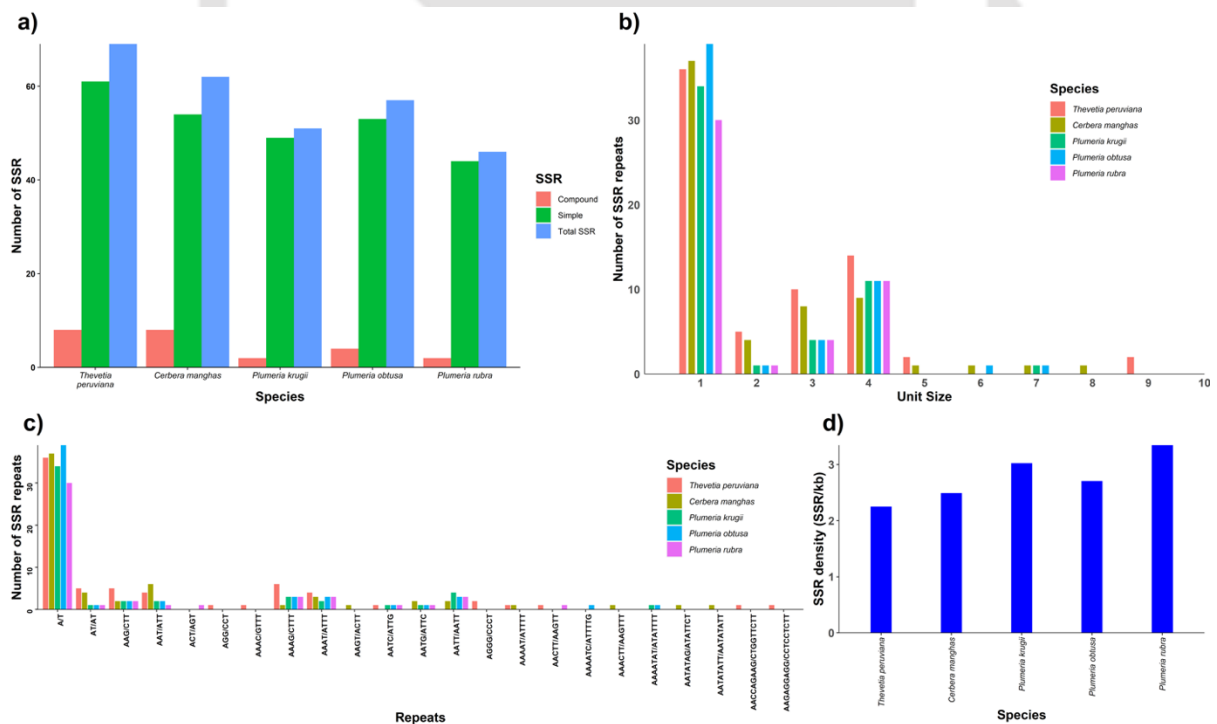 a)
Number of SSR
60
40
20
0
Thevetia
peruviana
Cerbera manghas
Plumeria krugii
Plumeria obtusa
Plumeria rubra
Species
SSR
Compound
Simple
Total SSR
b)
Number of SSR repeats
30
20
10
0
1 2 3 4 5 6 7 8 9 10
Unit Size
Species
Thevetia peruviana
Cerbera manghas
Plumeria krugii
Plumeria obtusa
Plumeria rubra
c)
Number of SSR repeats
30
20
10
0
A/T
AT/AT
AAG/CTT
AAT/ATT
ACT/AGT
AGG/CCT
AAAC/GTTT
AAAG/CTTT
AAAT/ATTT
AAGT/ACTT
AATC/ATTG
AATG/ATTC
AATT/AATT
AGGG/CCCT
AAAAT/ATTTT
AACTT/AAGTT
AAAATC/ATTTTG
AAACTT/AAGTTT
AAAATAT/ATATTTT
AATATAG/ATATTCT
AATATATT/AATATATT
AACCAGAAG/CTGGTTCTT
AAGAGGAGG/CCTCCTCTT
Repeats
Species
Thevetia peruviana
Cerbera manghas
Plumeria krugii
Plumeria obtusa
Plumeria rubra
d)
SSR density (SSR/kb)
3
2
1
0
Thevetia peruviana
Cerbera manghas
Plumeria krugii
Plumeria obtusa
Plumeria rubra
Species